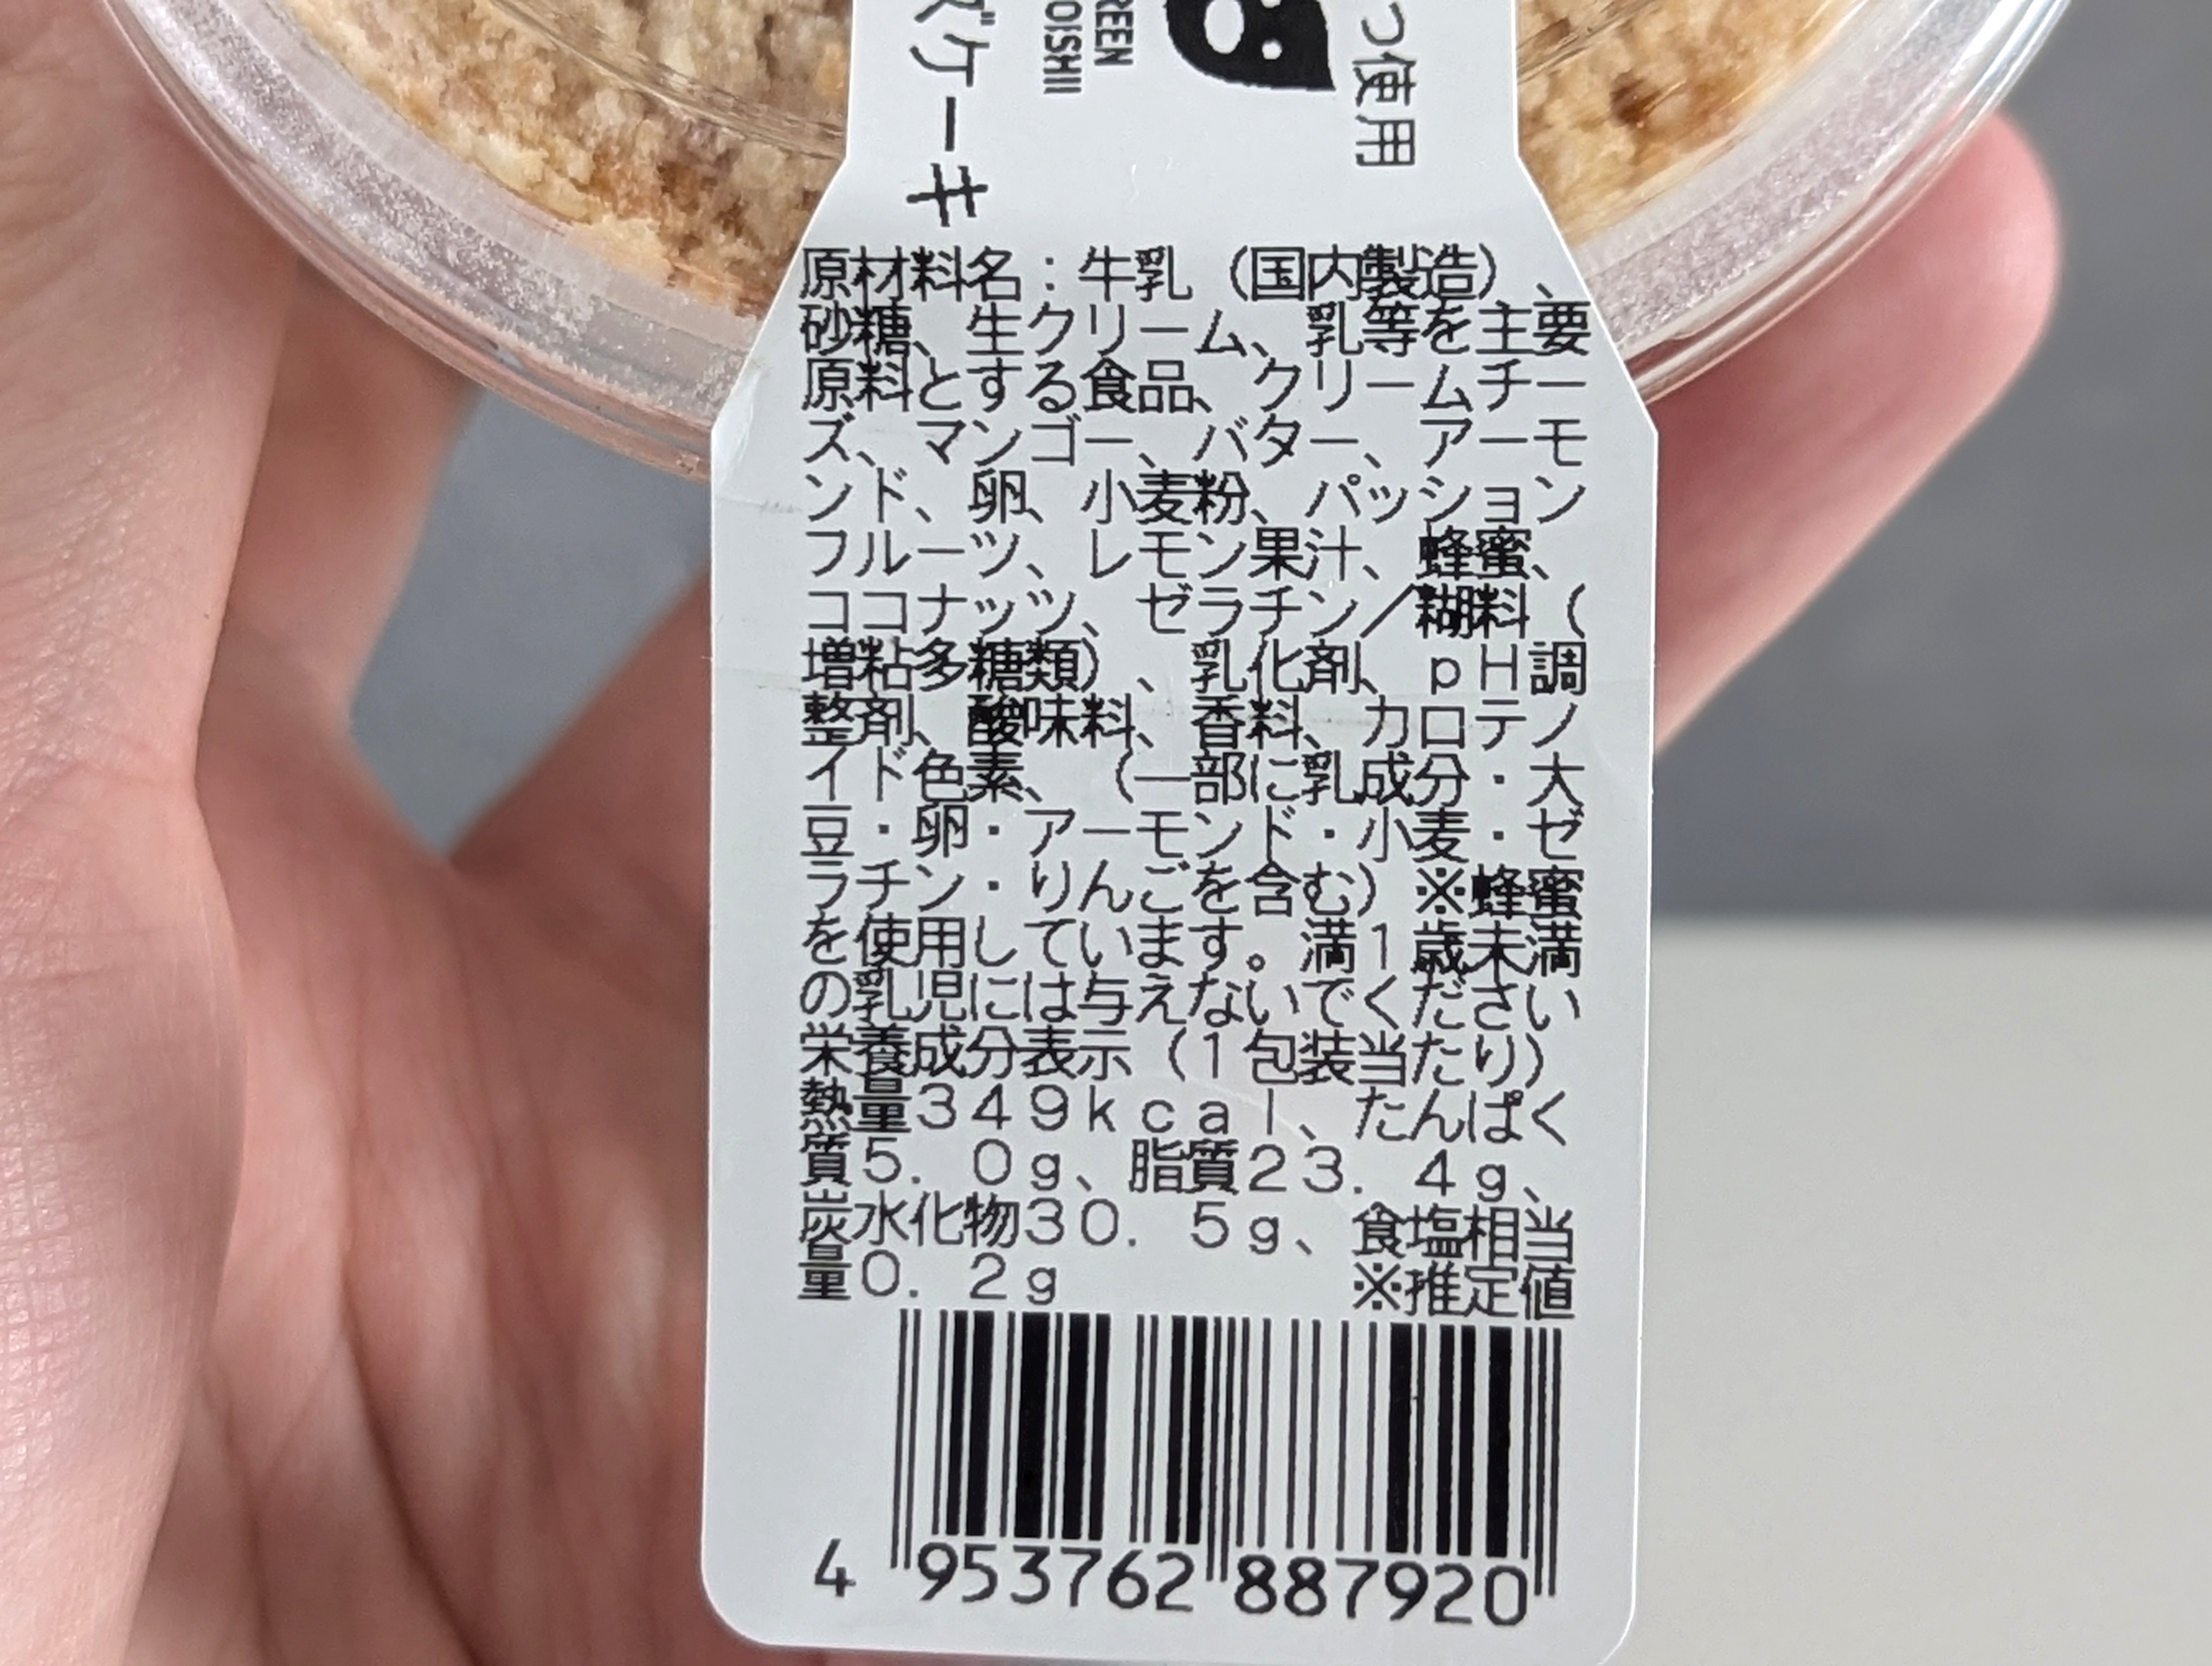 ズケーキ
REEN
OISHII
つ使用
原材料名：牛乳（国内製造）、
砂糖、生クリーム、乳等を主要
原料とする食品、クリームチー
ズ、マンゴー、バター、アーモ
ンド、卵、小麦粉、パッション
フルーツ、レモン果汁、蜂蜜、
ココナッツ、ゼラチン／糊料（
増粘多糖類）、乳化剤、ｐＨ調
整剤、酸味料、香料、カロテノ
イド色素、（一部に乳成分・大
豆・卵・アーモンド・小麦・ゼ
ラチン・りんごを含む）※蜂蜜
を使用しています。満１歳未満
の乳児には与えないでください
栄養成分表示（１包装当たり）
熱量３４９ｋｃａｌ、たんぱく
質５．０ｇ、脂質２３．４ｇ、
炭水化物３０．５ｇ、食塩相当
量０．２ｇ　※推定値
4 953762 887920